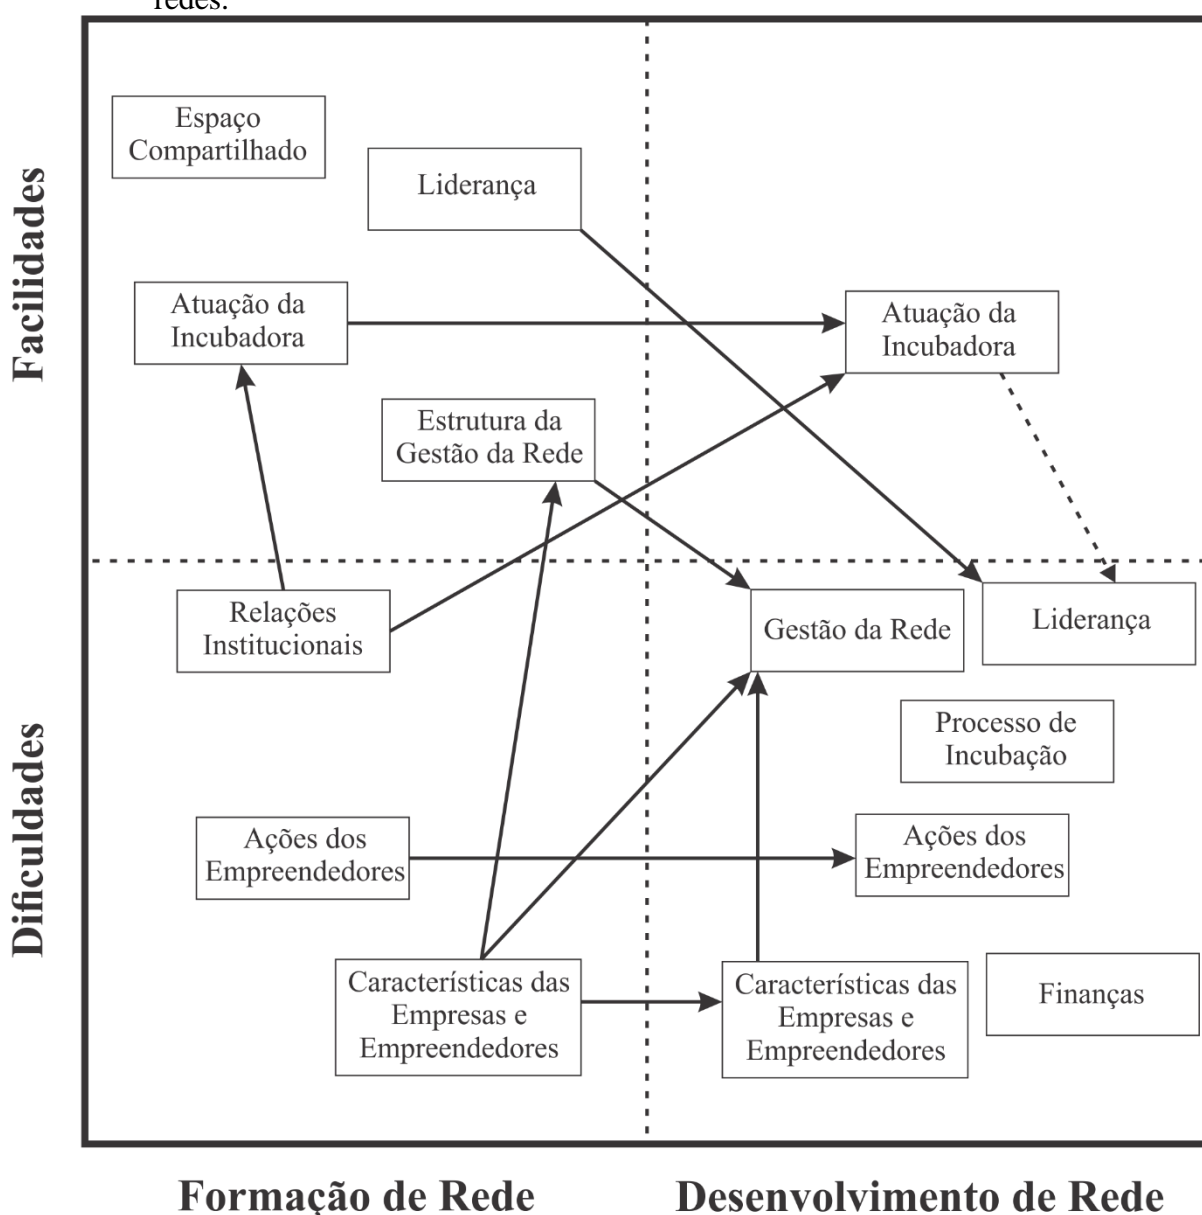 redes.
Facilidades
Espaço
Compartilhado
Liderança
Atuação da
Incubadora
Estrutura da
Gestão da Rede
Atuação da
Incubadora
Dificuldades
Relações
Institucionais
Gestão da Rede
Liderança
Processo de
Incubação
Ações dos
Empreendedores
Ações dos
Empreendedores
Características das
Empresas e
Empreendedores
Características das
Empresas e
Empreendedores
Finanças
Formação de Rede
Desenvolvimento de Rede